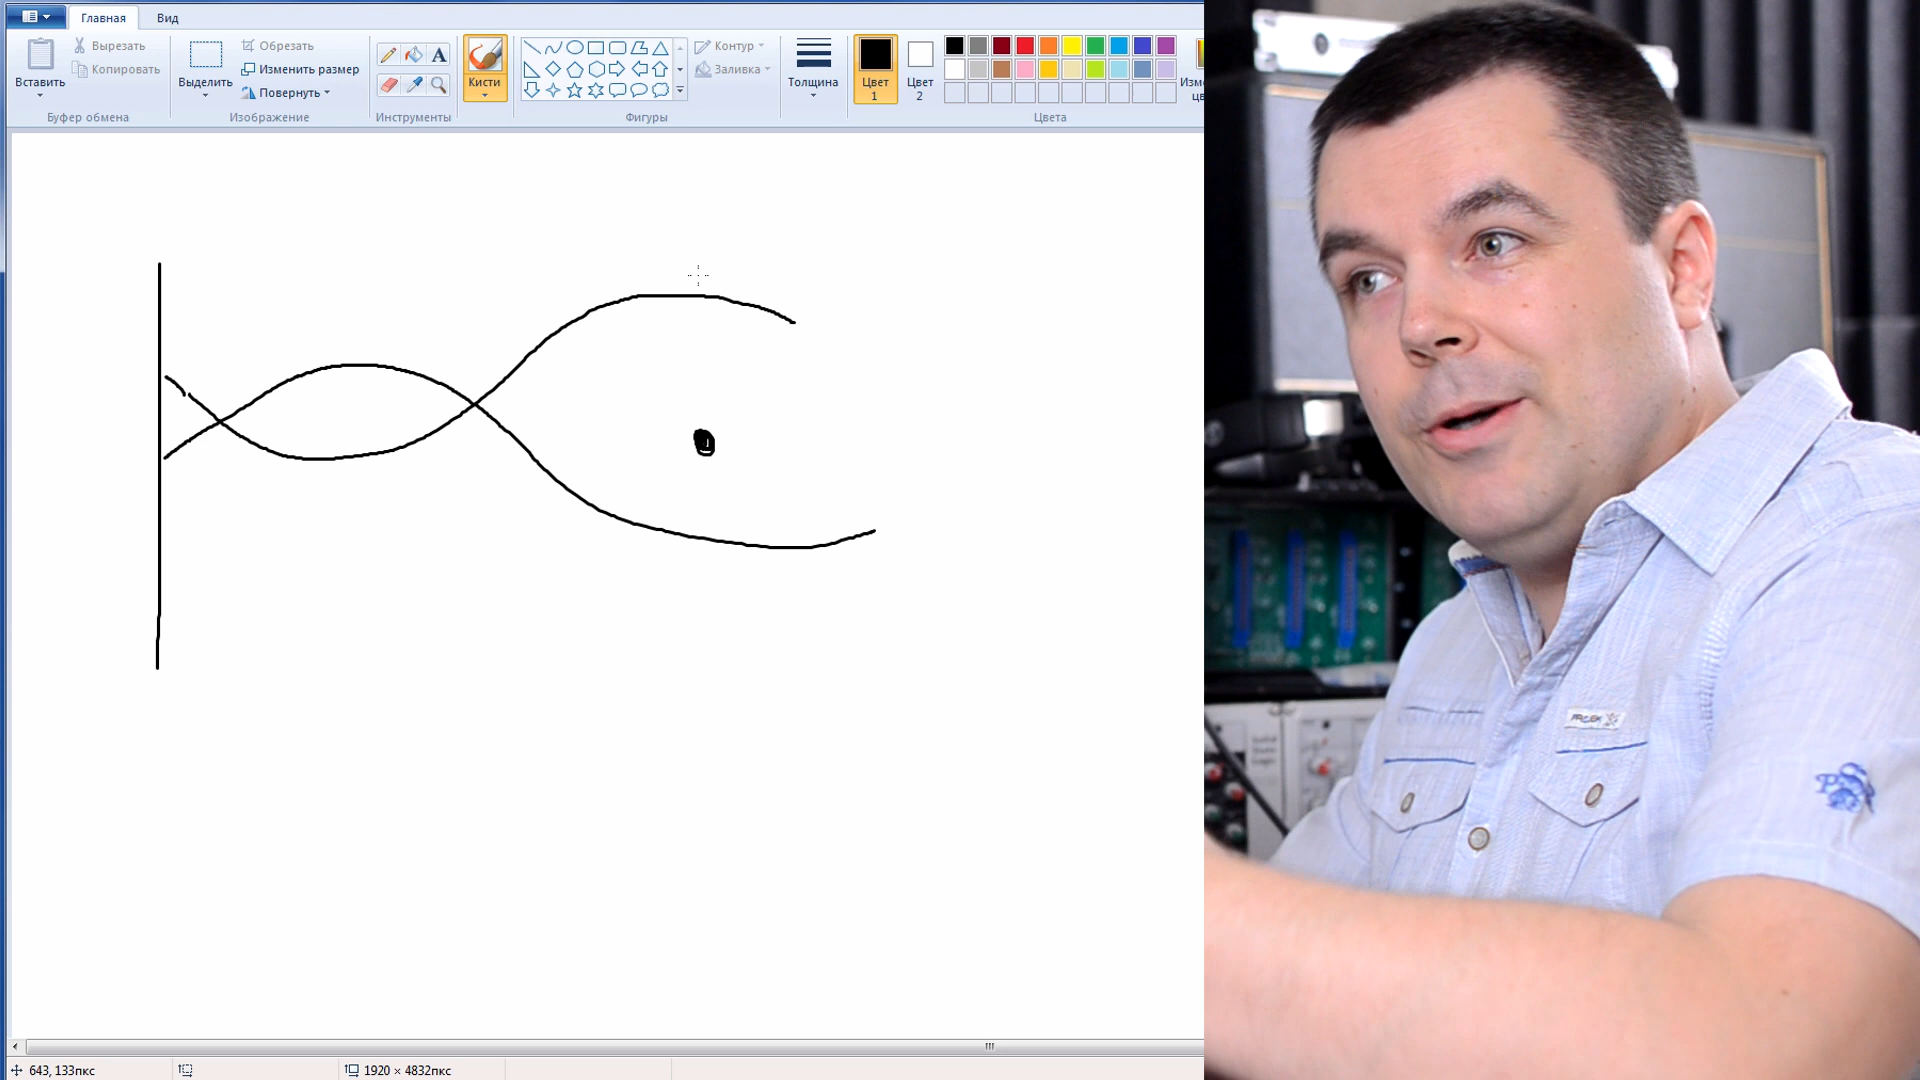 Главная Вид
Вставить
Вырезать
Копировать
Буфер обмена
Выделить
Обрезать
Изменить размер
Повернуть
Изображение
A
Инструменты
Кисти
Контур
Заливка
Фигуры
Толщина
Цвет
1
Цвет
2
Цвета
643, 133пкс
1920 × 4832пкс